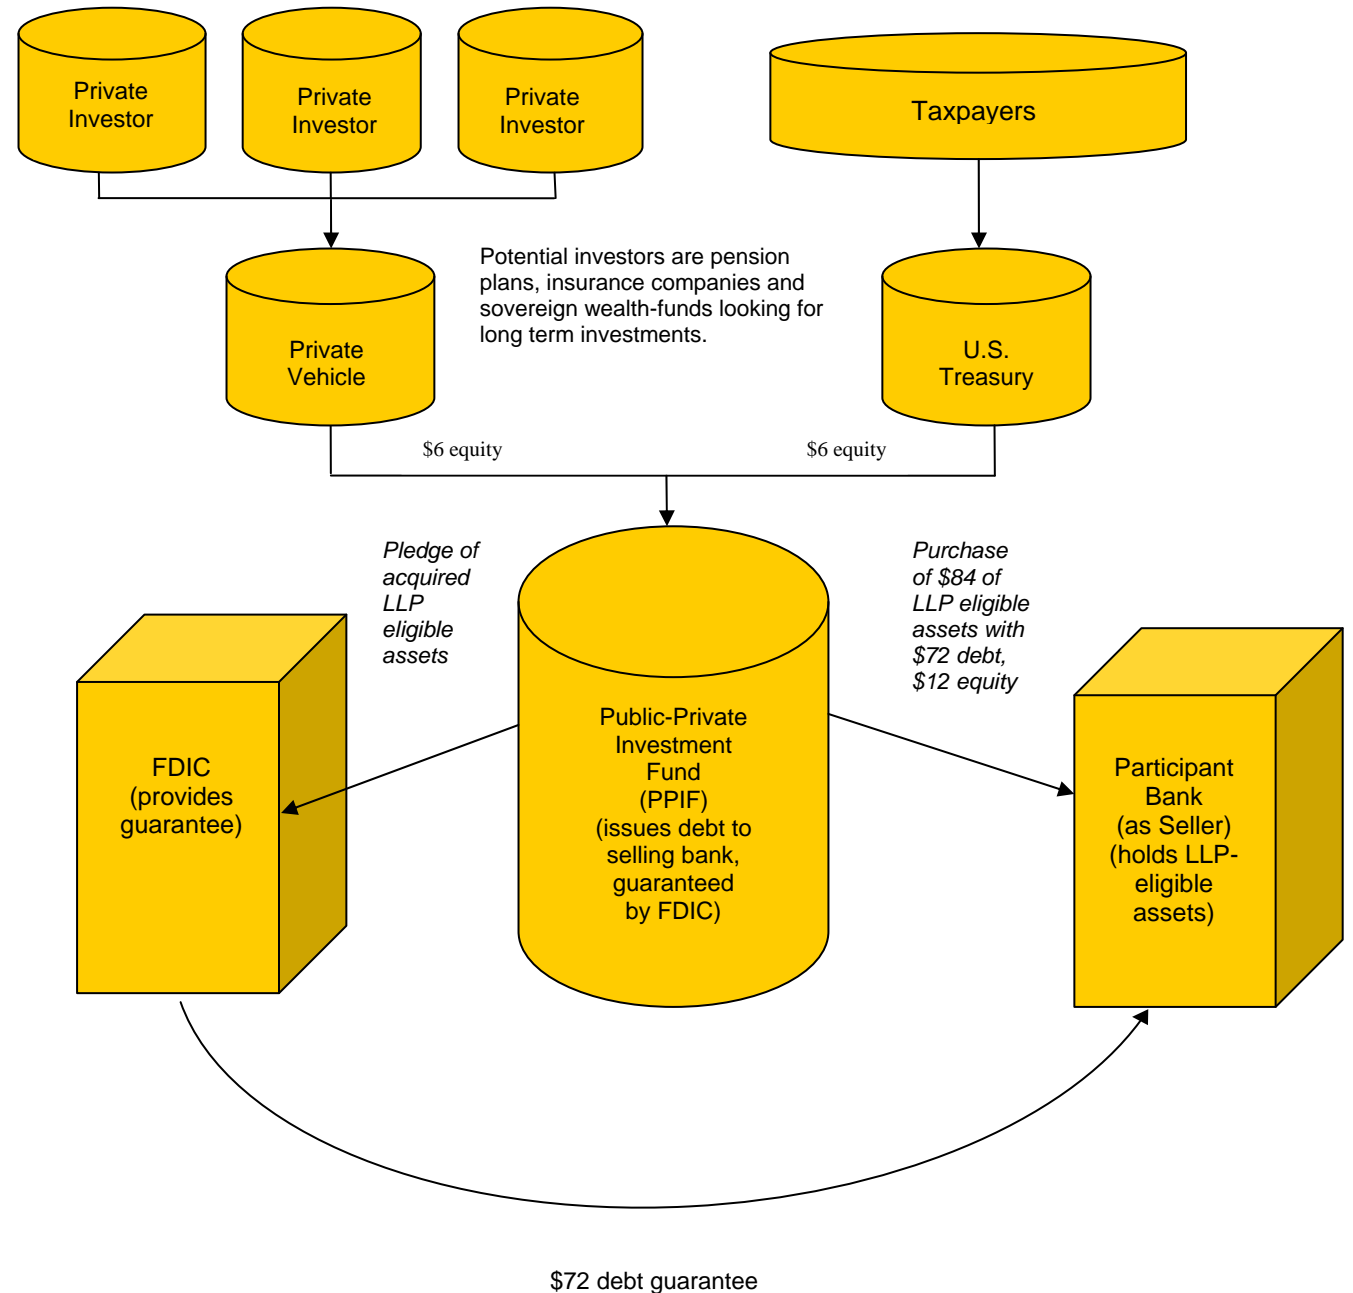 Private
Investor
Private
Investor
Private
Investor
Taxpayers
Potential investors are pension
plans, insurance companies and
sovereign wealth-funds looking for
long term investments.
Private
Vehicle
U.S.
Treasury
$6 equity
$6 equity
Pledge of
acquired
LLP
eligible
assets
Purchase
of $84 of
LLP eligible
assets with
$72 debt,
$12 equity
FDIC
(provides
guarantee)
Public-Private
Investment
Fund
(PPIF)
(issues debt to
selling bank,
guaranteed
by FDIC)
Participant
Bank
(as Seller)
(holds LLP-
eligible
assets)
$72 debt guarantee